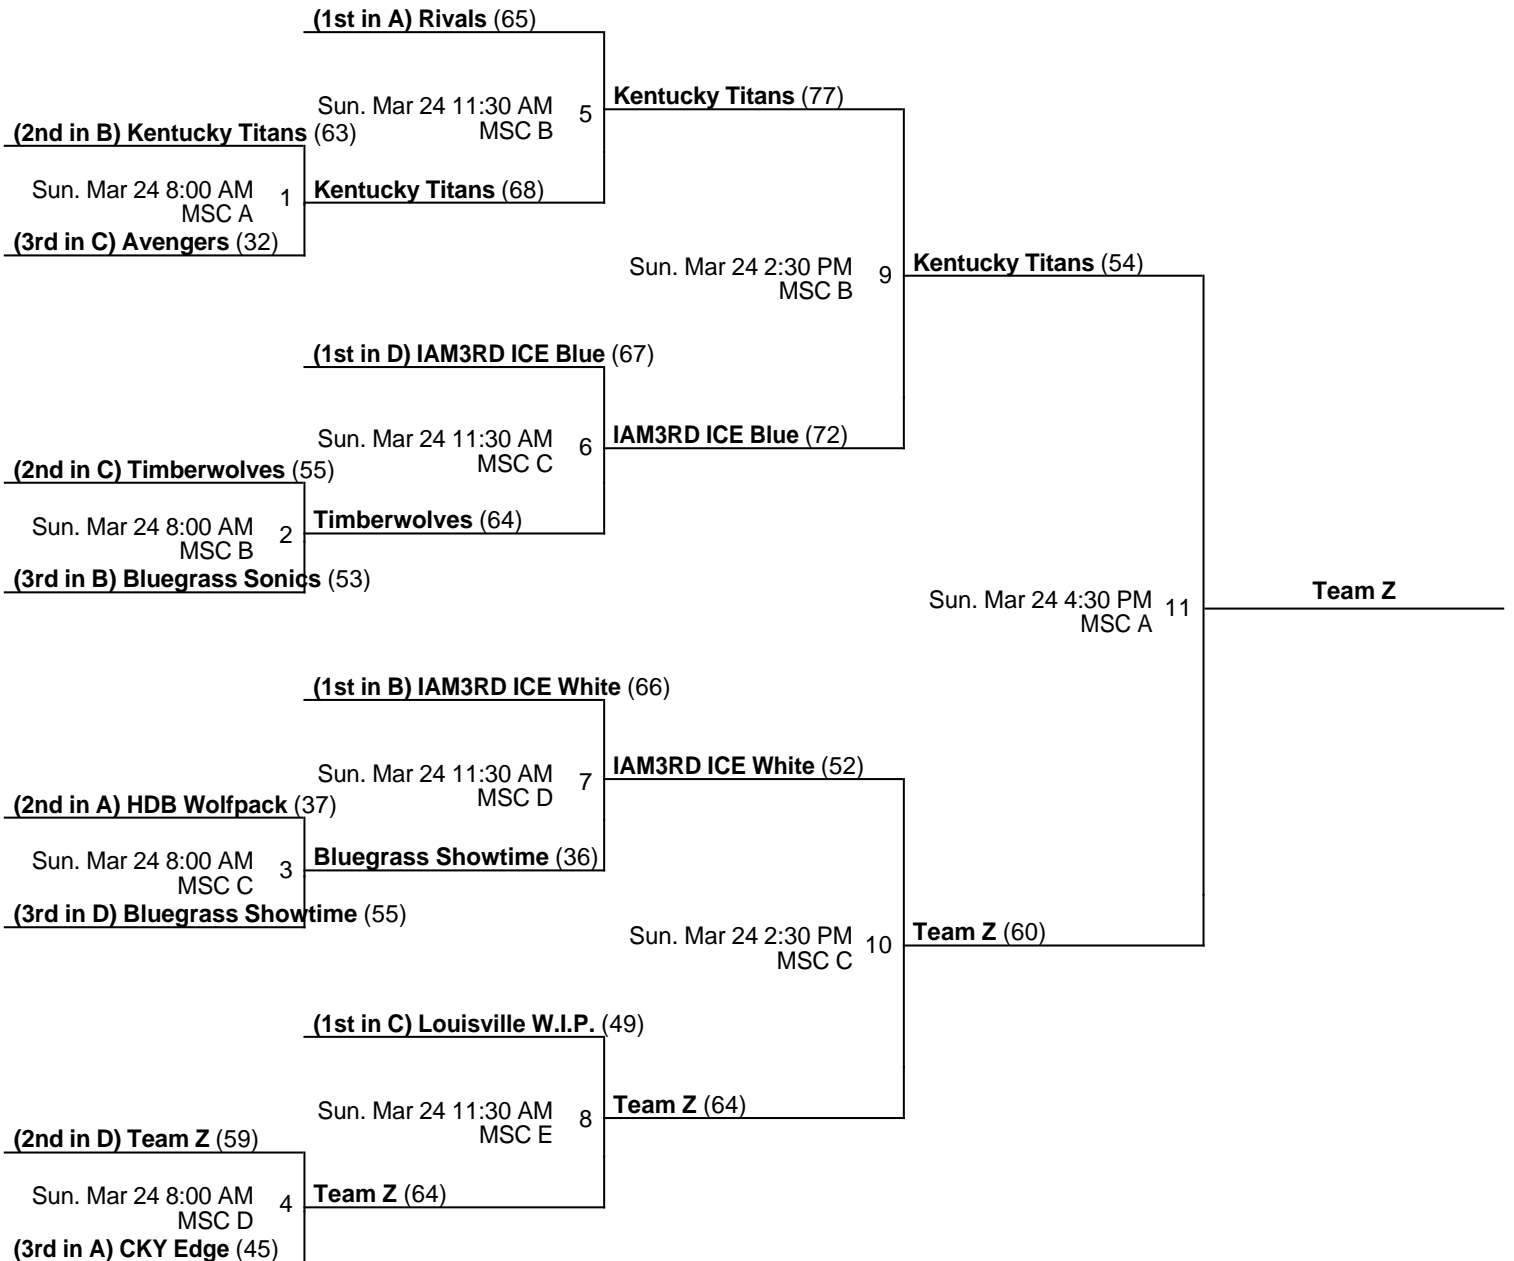 (1st in A) Rivals (65)
Sun. Mar 24 11:30 AM
MSC B
5
Kentucky Titans (77)
(2nd in B) Kentucky Titans (63)
Sun. Mar 24 8:00 AM
MSC A
1
Kentucky Titans (68)
(3rd in C) Avengers (32)
Sun. Mar 24 2:30 PM
MSC B
9
Kentucky Titans (54)
(1st in D) IAM3RD ICE Blue (67)
Sun. Mar 24 11:30 AM
MSC C
6
IAM3RD ICE Blue (72)
(2nd in C) Timberwolves (55)
Sun. Mar 24 8:00 AM
MSC B
2
Timberwolves (64)
(3rd in B) Bluegrass Sonics (53)
Sun. Mar 24 4:30 PM
MSC A
11
Team Z
(1st in B) IAM3RD ICE White (66)
Sun. Mar 24 11:30 AM
MSC D
7
IAM3RD ICE White (52)
(2nd in A) HDB Wolfpack (37)
Sun. Mar 24 8:00 AM
MSC C
3
Bluegrass Showtime (36)
(3rd in D) Bluegrass Showtime (55)
Sun. Mar 24 2:30 PM
MSC C
10
Team Z (60)
(1st in C) Louisville W.I.P. (49)
Sun. Mar 24 11:30 AM
MSC E
8
Team Z (64)
(2nd in D) Team Z (59)
Sun. Mar 24 8:00 AM
MSC D
4
Team Z (64)
(3rd in A) CKY Edge (45)